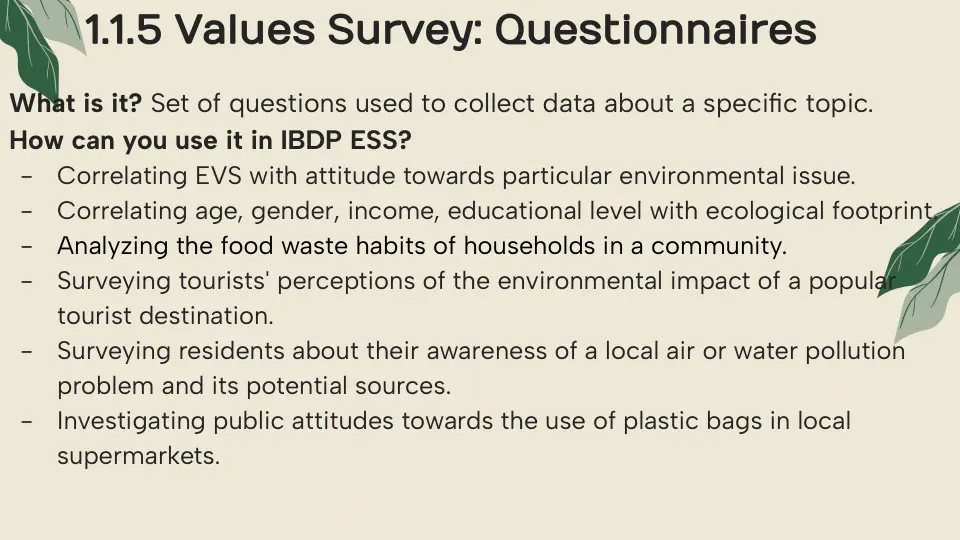 1.1.5 Values Survey: Questionnaires
What is it? Set of questions used to collect data about a specific topic.
How can you use it in IBDP ESS?
- Correlating EVS with attitude towards particular environmental issue.
- Correlating age, gender, income, educational level with ecological footprint.
- Analyzing the food waste habits of households in a community.
- Surveying tourists' perceptions of the environmental impact of a popular
tourist destination.
- Surveying residents about their awareness of a local air or water pollution
problem and its potential sources.
- Investigating public attitudes towards the use of plastic bags in local
supermarkets.